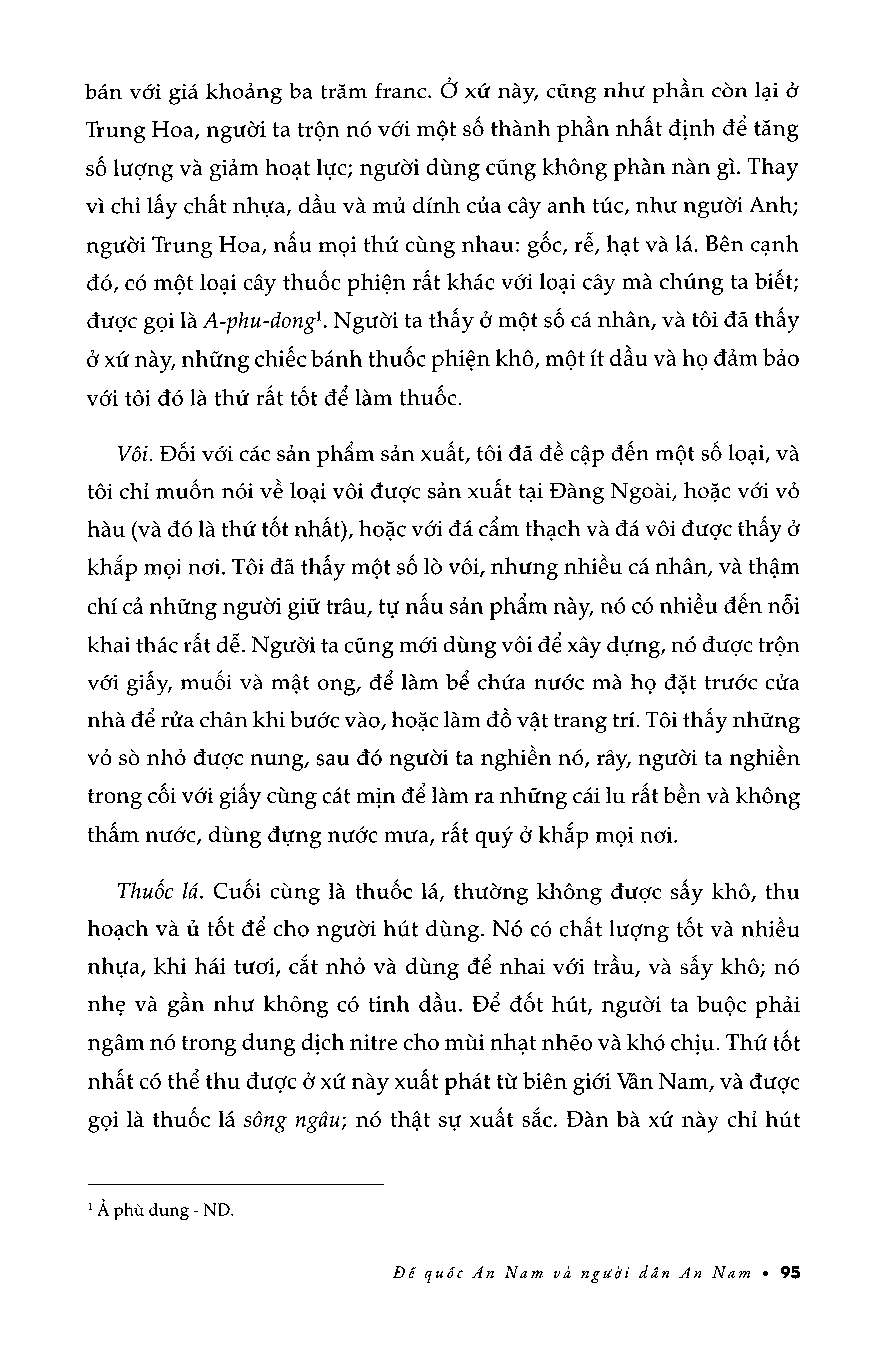 bán với giá khoảng ba trăm franc. Ở xứ này, cũng như phần còn lại ở
Trung Hoa, người ta trộn nó với một số thành phần nhất định để tăng
số lượng và giảm hoạt lực; người dùng cũng không phàn nàn gì. Thay
vì chỉ lấy chất nhựa, dầu và mủ dính của cây anh túc, như người Anh;
người Trung Hoa, nấu mọi thứ cùng nhau: gốc, rễ, hạt và lá. Bên cạnh
đó, có một loại cây thuốc phiện rất khác với loại cây mà chúng ta biết;
được gọi là A-phu-dong¹. Người ta thấy ở một số cá nhân, và tôi đã thấy
ở xứ này, những chiếc bánh thuốc phiện khô, một ít dầu và họ đảm bảo
với tôi đó là thứ rất tốt để làm thuốc.
Vôi. Đối với các sản phẩm sản xuất, tôi đã đề cập đến một số loại, và
tôi chỉ muốn nói về loại vôi được sản xuất tại Đàng Ngoài, hoặc với vỏ
hàu (và đó là thứ tốt nhất), hoặc với đá cẩm thạch và đá vôi được thấy ở
khắp mọi nơi. Tôi đã thấy một số lò vôi, nhưng nhiều cá nhân, và thậm
chí cả những người giữ trâu, tự nấu sản phẩm này, nó có nhiều đến nỗi
khai thác rất dễ. Người ta cũng mới dùng vôi để xây dựng, nó được trộn
với giấy, muối và mật ong, để làm bể chứa nước mà họ đặt trước cửa
nhà để rửa chân khi bước vào, hoặc làm đồ vật trang trí. Tôi thấy những
vỏ sò nhỏ được nung, sau đó người ta nghiền nó, rây, người ta nghiền
trong cối với giấy cùng cát mịn để làm ra những cái lu rất bền và không
thấm nước, dùng đựng nước mưa, rất quý ở khắp mọi nơi.
Thuốc lá. Cuối cùng là thuốc lá, thường không được sấy khô, thu
hoạch và ủ tốt để cho người hút dùng. Nó có chất lượng tốt và nhiều
nhựa, khi hái tươi, cắt nhỏ và dùng để nhai với trầu, và sấy khô; nó
nhẹ và gần như không có tinh dầu. Để đốt hút, người ta buộc phải
ngâm nó trong dung dịch nitre cho mùi nhạt nhẽo và khó chịu. Thứ tốt
nhất có thể thu được ở xứ này xuất phát từ biên giới Vân Nam, và được
gọi là thuốc lá sông ngâu; nó thật sự xuất sắc. Đàn bà xứ này chỉ hút
¹ Ả phù dung - ND.
Đế quốc An Nam và người dân An Nam • 95